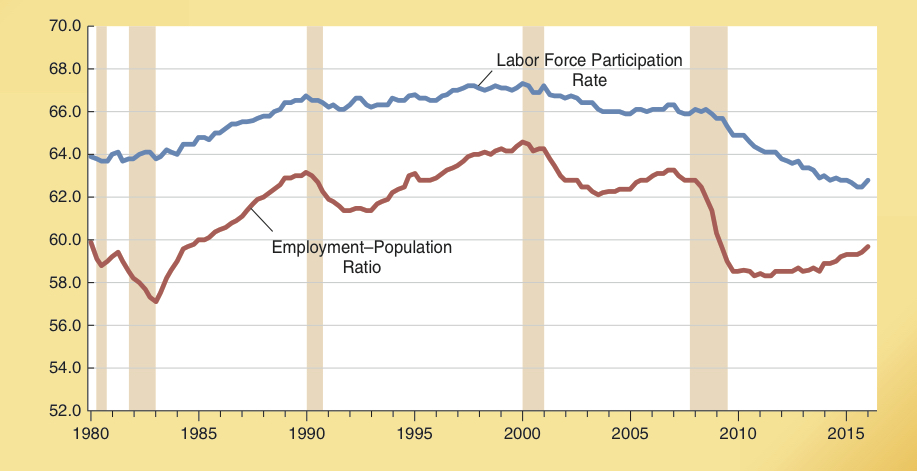 70.0
68.0
66.0
64.0
62.0
60.0
58.0
56.0
54.0
52.0
Labor Force Participation
Rate
Employment–Population
Ratio
1980 1985 1990 1995 2000 2005 2010 2015